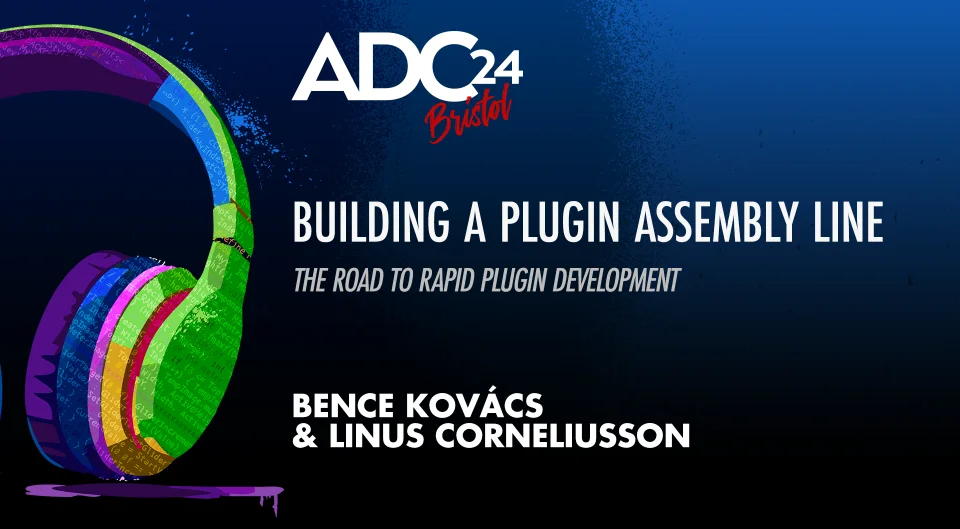 ADC24
Bristol
BUILDING A PLUGIN ASSEMBLY LINE
THE ROAD TO RAPID PLUGIN DEVELOPMENT
BENCE KOVÁCS
& LINUS CORNELIUSSON